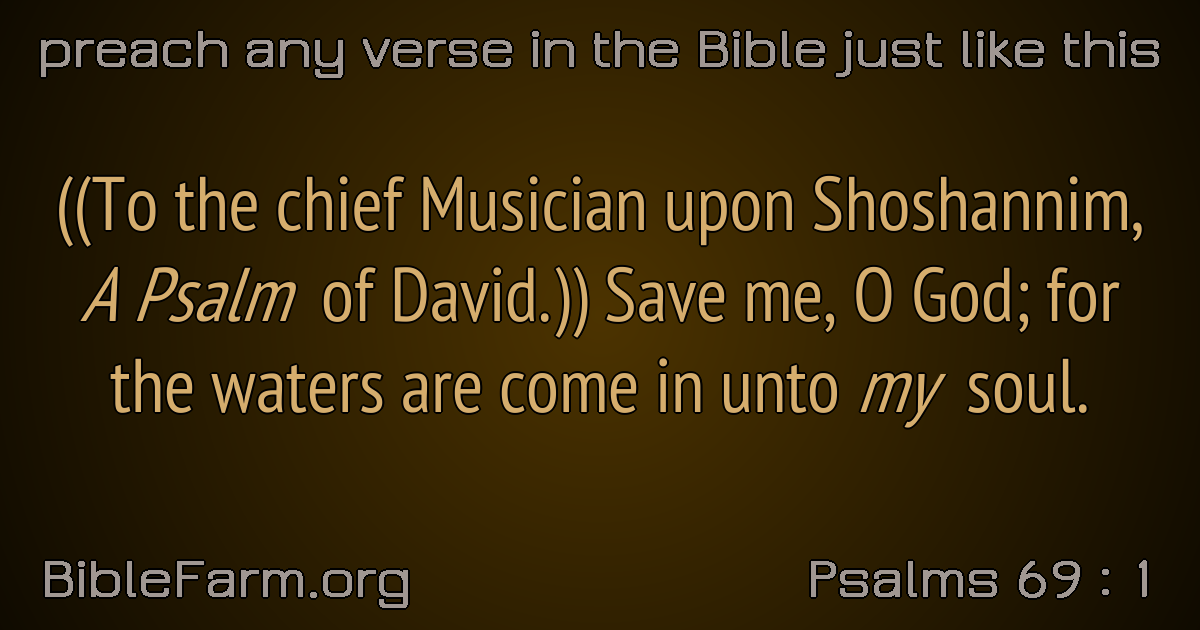 preach any verse in the Bible just like this
((To the chief Musician upon Shoshannim,
A Psalm of David.)) Save me, O God; for
the waters are come in unto my soul.
BibleFarm.org
Psalms 69 : 1